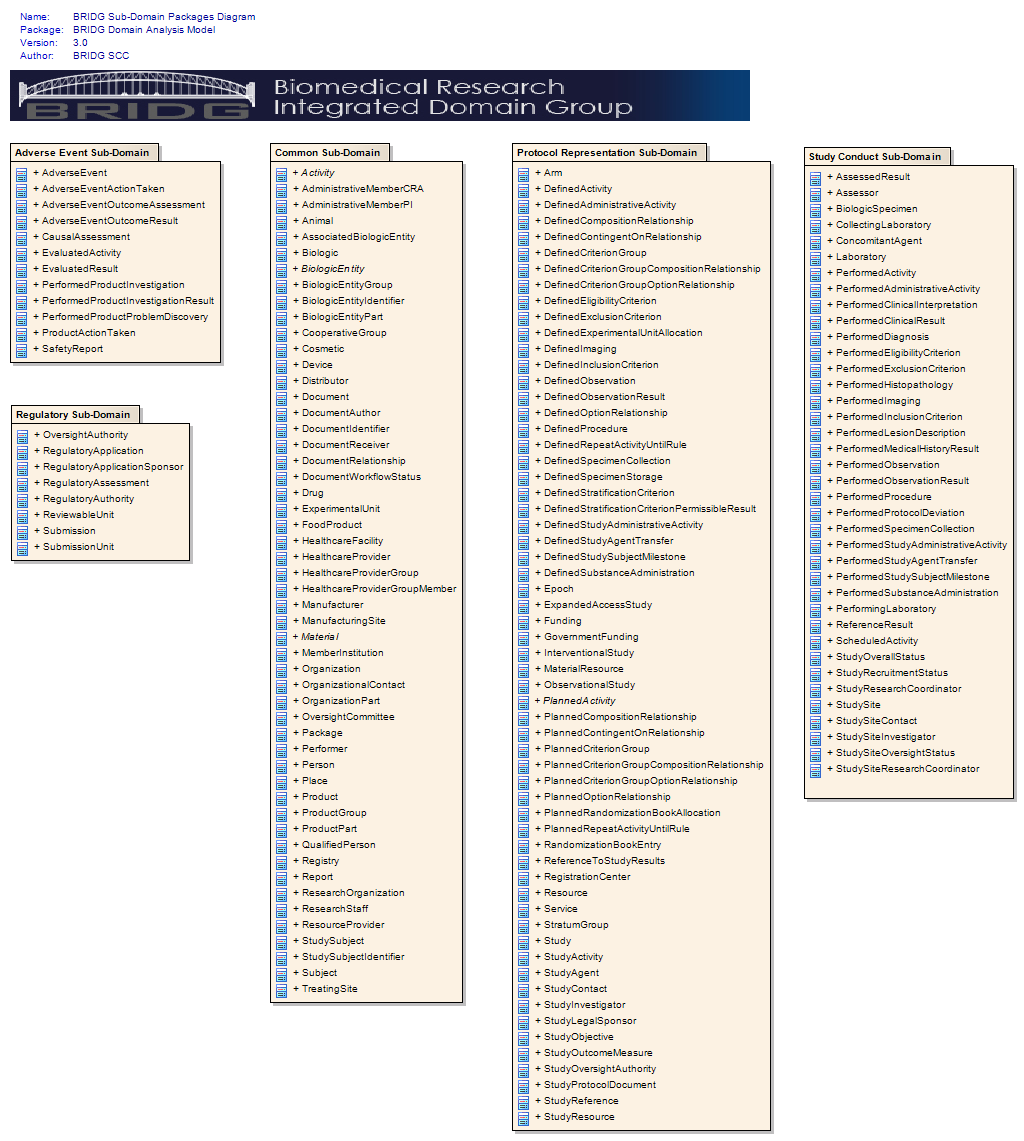 Name: BRIDG Sub-Domain Packages Diagram
Package: BRIDG Domain Analysis Model
Version: 3.0
Author: BRIDG SCC
BRIDG
Biomedical Research
Integrated Domain Group
Adverse Event Sub-Domain
+ AdverseEvent
+ AdverseEventActionTaken
+ AdverseEventOutcomeAssessment
+ AdverseEventOutcomeResult
+ CausalAssessment
+ EvaluatedActivity
+ EvaluatedResult
+ PerformedProductInvestigation
+ PerformedProductInvestigationResult
+ PerformedProductProblemDiscovery
+ ProductActionTaken
+ SafetyReport
Regulatory Sub-Domain
+ OversightAuthority
+ RegulatoryApplication
+ RegulatoryApplicationSponsor
+ RegulatoryAssessment
+ RegulatoryAuthority
+ ReviewableUnit
+ Submission
+ SubmissionUnit
Common Sub-Domain
+ Activity
+ AdministrativeMemberCRA
+ AdministrativeMemberPI
+ Animal
+ AssociatedBiologicEntity
+ Biologic
+ BiologicEntity
+ BiologicEntityGroup
+ BiologicEntityIdentifier
+ BiologicEntityPart
+ CooperativeGroup
+ Cosmetic
+ Device
+ Distributor
+ Document
+ DocumentAuthor
+ DocumentIdentifier
+ DocumentReceiver
+ DocumentRelationship
+ DocumentWorkflowStatus
+ Drug
+ ExperimentalUnit
+ FoodProduct
+ HealthcareFacility
+ HealthcareProvider
+ HealthcareProviderGroup
+ HealthcareProviderGroupMember
+ Manufacturer
+ ManufacturingSite
+ Material
+ MemberInstitution
+ Organization
+ OrganizationalContact
+ OrganizationPart
+ OversightCommittee
+ Package
+ Performer
+ Person
+ Place
+ Product
+ ProductGroup
+ ProductPart
+ QualifiedPerson
+ Registry
+ Report
+ ResearchOrganization
+ ResearchStaff
+ ResourceProvider
+ StudySubject
+ StudySubjectIdentifier
+ Subject
+ TreatingSite
Protocol Representation Sub-Domain
+ Arm
+ DefinedActivity
+ DefinedAdministrativeActivity
+ DefinedCompositionRelationship
+ DefinedContingentOnRelationship
+ DefinedCriterionGroup
+ DefinedCriterionGroupCompositionRelationship
+ DefinedCriterionGroupOptionRelationship
+ DefinedEligibilityCriterion
+ DefinedExclusionCriterion
+ DefinedExperimentalUnitAllocation
+ DefinedImaging
+ DefinedInclusionCriterion
+ DefinedObservation
+ DefinedObservationResult
+ DefinedOptionRelationship
+ DefinedProcedure
+ DefinedRepeatActivityUntilRule
+ DefinedSpecimenCollection
+ DefinedSpecimenStorage
+ DefinedStratificationCriterion
+ DefinedStratificationCriterionPermissibleResult
+ DefinedStudyAdministrativeActivity
+ DefinedStudyAgentTransfer
+ DefinedStudySubjectMilestone
+ DefinedSubstanceAdministration
+ Epoch
+ ExpandedAccessStudy
+ Funding
+ GovernmentFunding
+ InterventionalStudy
+ MaterialResource
+ ObservationalStudy
+ PlannedActivity
+ PlannedCompositionRelationship
+ PlannedContingentOnRelationship
+ PlannedCriterionGroup
+ PlannedCriterionGroupCompositionRelationship
+ PlannedCriterionGroupOptionRelationship
+ PlannedOptionRelationship
+ PlannedRandomizationBookAllocation
+ PlannedRepeatActivityUntilRule
+ RandomizationBookEntry
+ ReferenceToStudyResults
+ RegistrationCenter
+ Resource
+ Service
+ StratumGroup
+ Study
+ StudyActivity
+ StudyAgent
+ StudyContact
+ StudyInvestigator
+ StudyLegalSponsor
+ StudyObjective
+ StudyOutcomeMeasure
+ StudyOversightAuthority
+ StudyProtocolDocument
+ StudyReference
+ StudyResource
Study Conduct Sub-Domain
+ AssessedResult
+ Assessor
+ BiologicSpecimen
+ CollectingLaboratory
+ ConcomitantAgent
+ Laboratory
+ PerformedActivity
+ PerformedAdministrativeActivity
+ PerformedClinicalInterpretation
+ PerformedClinicalResult
+ PerformedDiagnosis
+ PerformedEligibilityCriterion
+ PerformedExclusionCriterion
+ PerformedHistopathology
+ PerformedImaging
+ PerformedInclusionCriterion
+ PerformedLesionDescription
+ PerformedMedicalHistoryResult
+ PerformedObservation
+ PerformedObservationResult
+ PerformedProcedure
+ PerformedProtocolDeviation
+ PerformedSpecimenCollection
+ PerformedStudyAdministrativeActivity
+ PerformedStudyAgentTransfer
+ PerformedStudySubjectMilestone
+ PerformedSubstanceAdministration
+ PerformingLaboratory
+ ReferenceResult
+ ScheduledActivity
+ StudyOverallStatus
+ StudyRecruitmentStatus
+ StudyResearchCoordinator
+ StudySite
+ StudySiteContact
+ StudySiteInvestigator
+ StudySiteOversightStatus
+ StudySiteResearchCoordinator